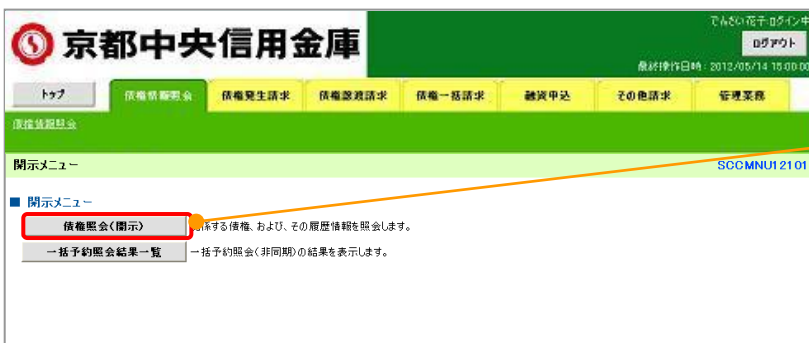 京都中央信用金庫
でんさい花子 ログイン中
ログアウト
最終操作日時:2012/05/14 15:00:00
トップ 債権情報照会 債権発生請求 債権譲渡請求 債権一括請求 融資申込 その他請求 管理業務
債権情報照会
開示メニュー SCCMNU12101
■ 開示メニュー
債権照会(開示) 係する債権、および、その履歴情報を照会します。
一括予約照会結果一覧 一括予約照会(非同期)の結果を表示します。